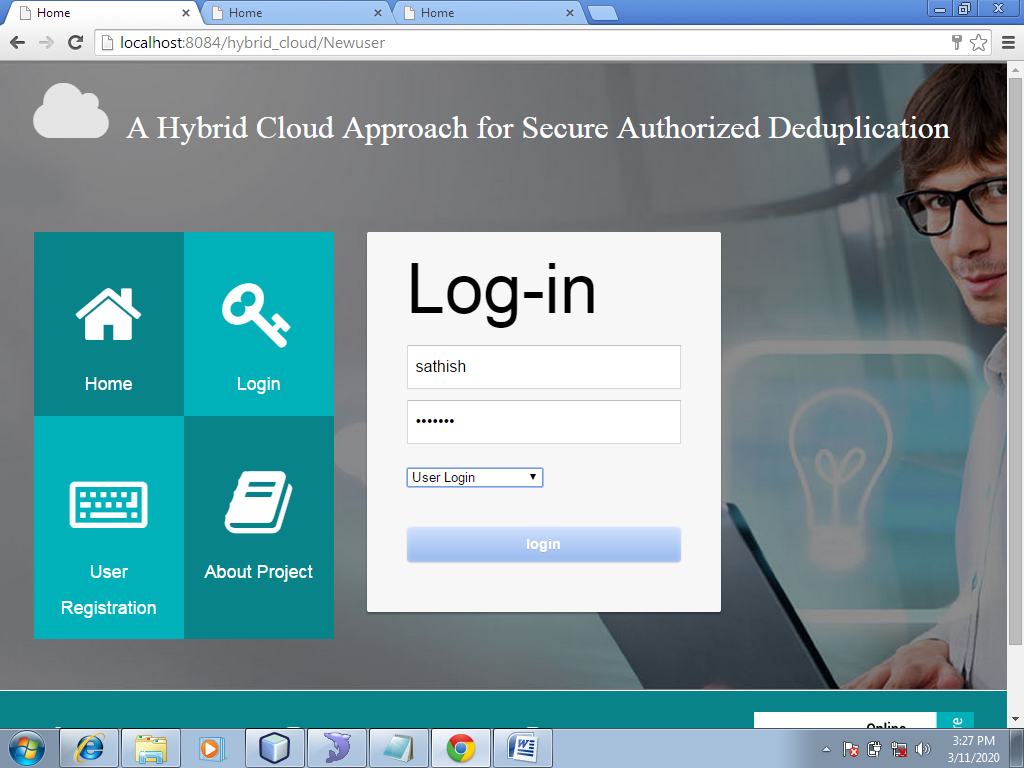 Home
Home
Home
localhost:8084/hybrid_cloud/Newuser
A Hybrid Cloud Approach for Secure Authorized Deduplication
Home
Login
User
Registration
About Project
Log-in
sathish
•••••••
User Login
login
Online
3:27 PM
3/11/2020